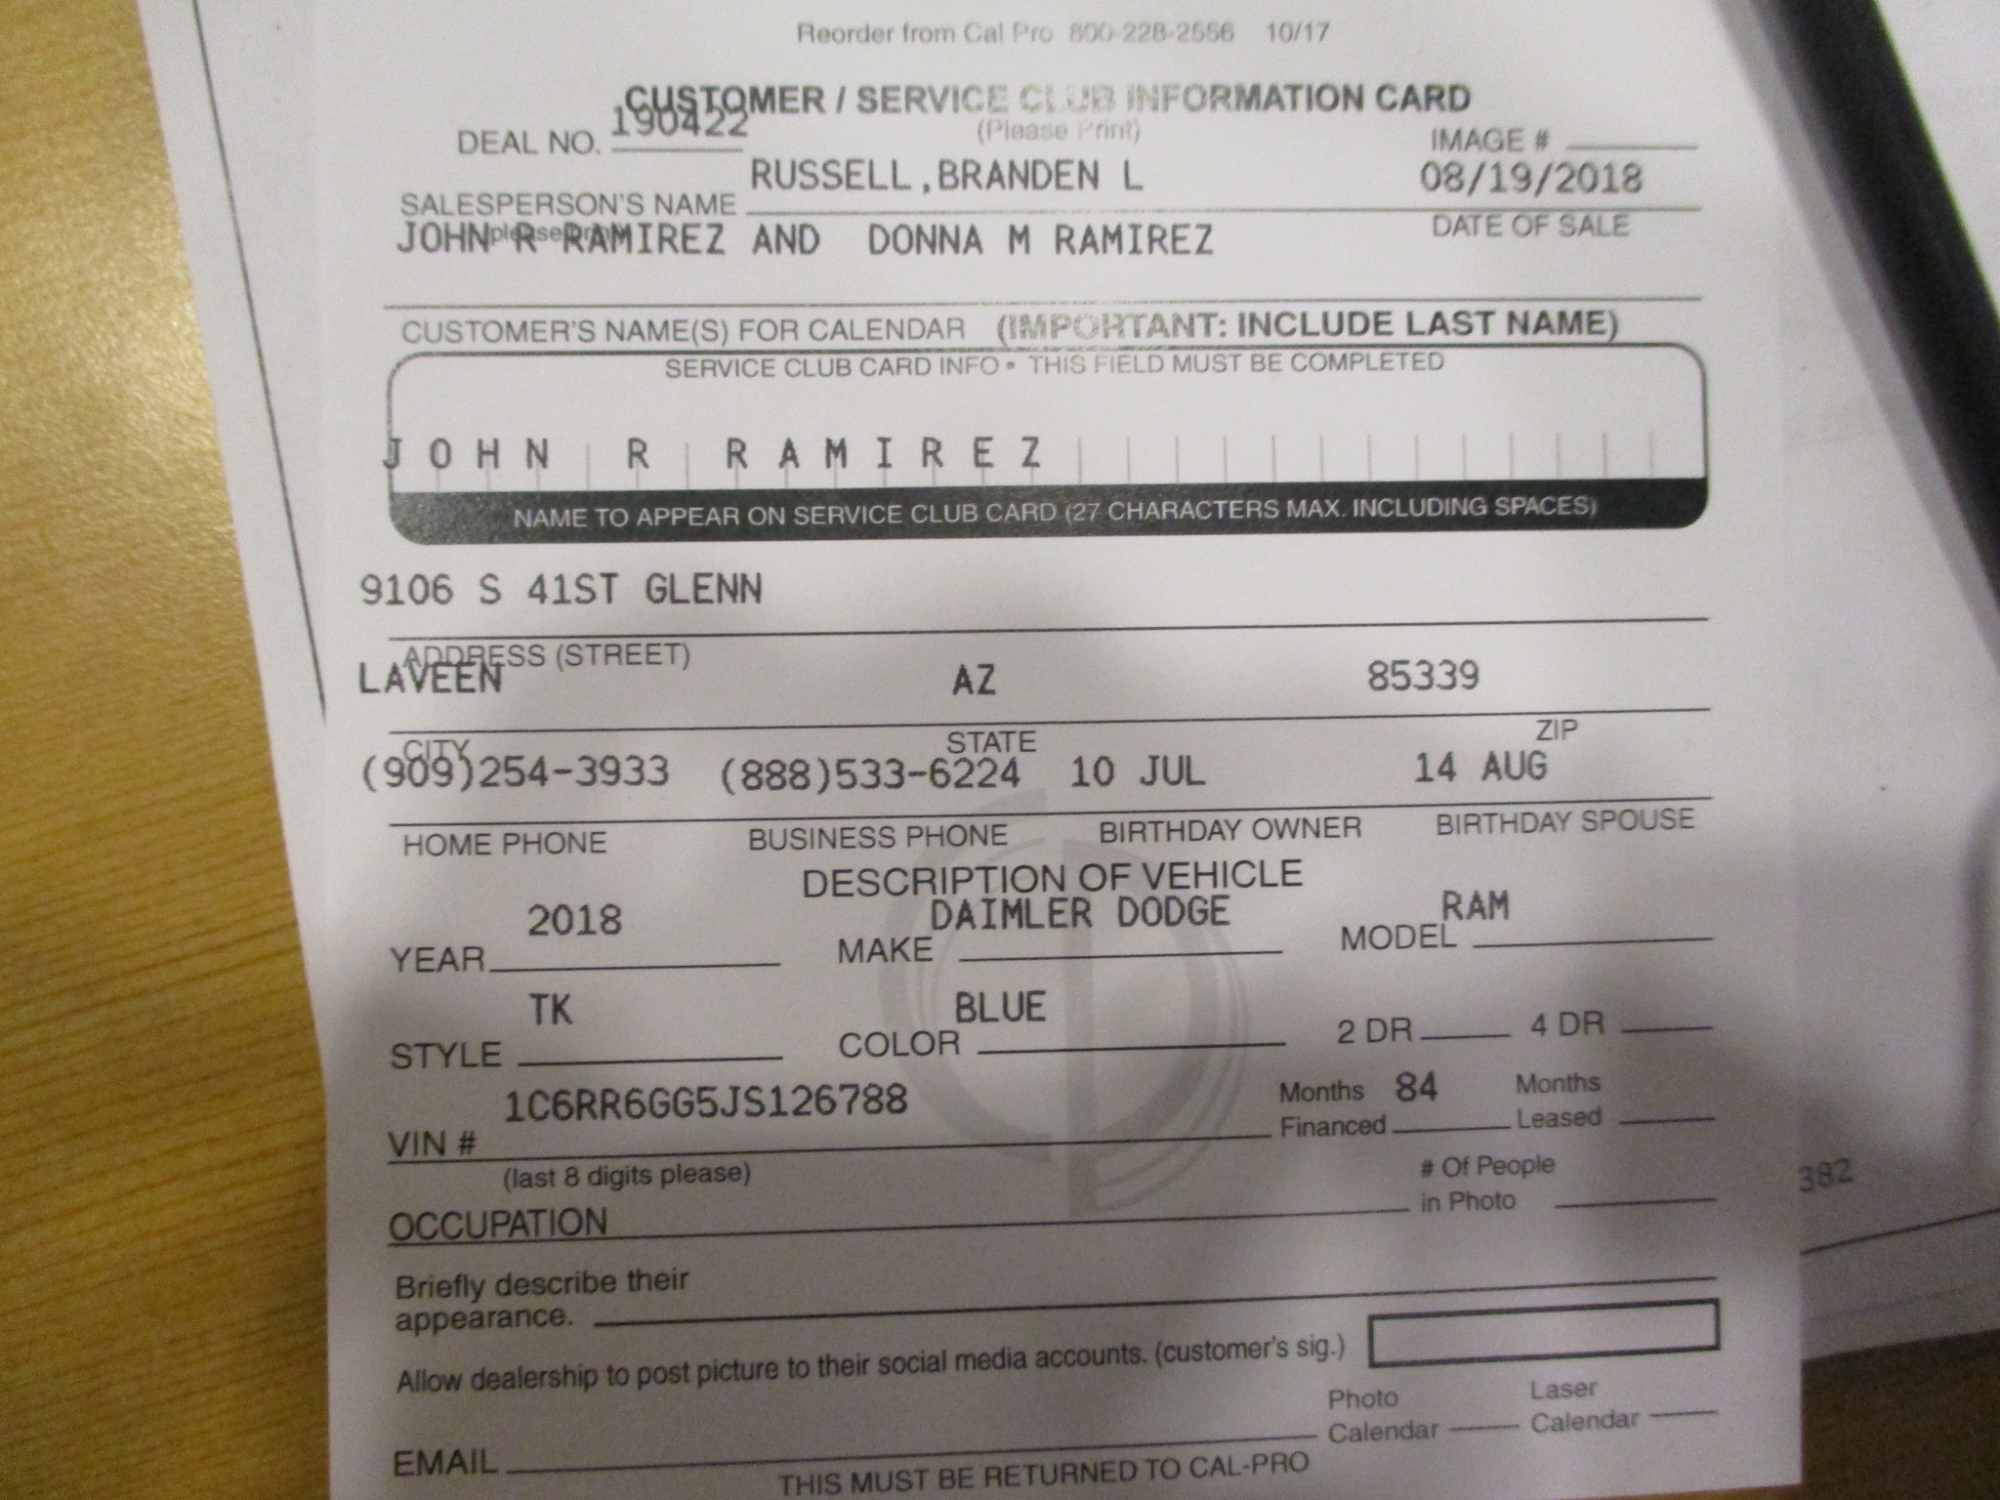 Reorder from Cal Pro 800-228-2556 10/17
CUSTOMER / SERVICE CLUB INFORMATION CARD
(Please Print)
DEAL NO. 190422 IMAGE #
RUSSELL,BRANDEN L 08/19/2018
SALESPERSON'S NAME DATE OF SALE
(please print)
JOHN R RAMIREZ AND DONNA M RAMIREZ
CUSTOMER'S NAME(S) FOR CALENDAR (IMPORTANT: INCLUDE LAST NAME)
SERVICE CLUB CARD INFO • THIS FIELD MUST BE COMPLETED
JOHN R RAMIREZ
NAME TO APPEAR ON SERVICE CLUB CARD (27 CHARACTERS MAX. INCLUDING SPACES)
9106 S 41ST GLENN
ADDRESS (STREET)
LAVEEN AZ 85339
CITY STATE ZIP
(909)254-3933 (888)533-6224 10 JUL 14 AUG
HOME PHONE BUSINESS PHONE BIRTHDAY OWNER BIRTHDAY SPOUSE
DESCRIPTION OF VEHICLE
YEAR 2018 MAKE DAIMLER DODGE MODEL RAM
STYLE TK COLOR BLUE 2 DR 4 DR
VIN # 1C6RR6GG5JS126788 Months Financed 84 Months Leased
(last 8 digits please)
OCCUPATION # Of People in Photo
Briefly describe their
appearance.
Allow dealership to post picture to their social media accounts. (customer's sig.)
EMAIL Photo Calendar Laser Calendar
THIS MUST BE RETURNED TO CAL-PRO
382